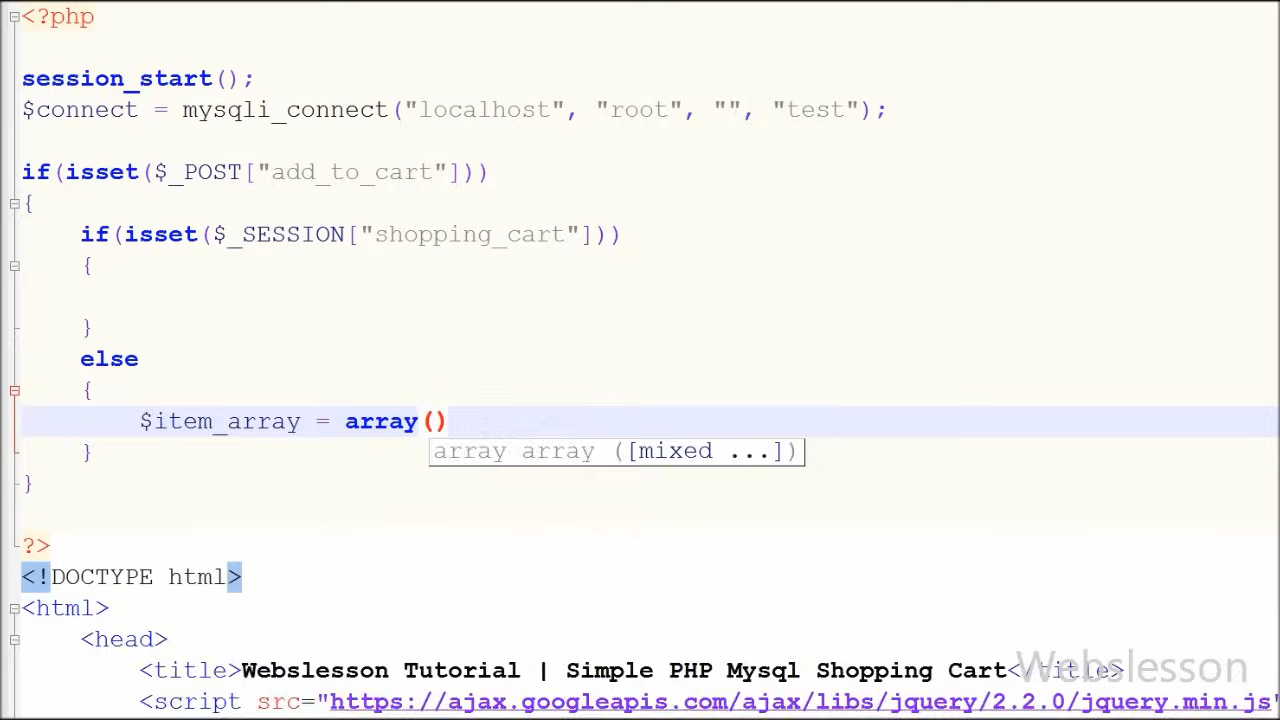 <?php
session_start();
$connect = mysqli_connect("localhost", "root", "", "test");
if(isset($_POST["add_to_cart"]))
{
if(isset($_SESSION["shopping_cart"]))
{
}
else
{
$item_array = array()
array array ([mixed ...])
}
}
?>
<!DOCTYPE html>
<html>
<head>
<title>Webslesson Tutorial | Simple PHP Mysql Shopping Cart</title>
Webslesson
<script src="https://ajax.googleapis.com/ajax/libs/jquery/2.2.0/jquery.min.js"